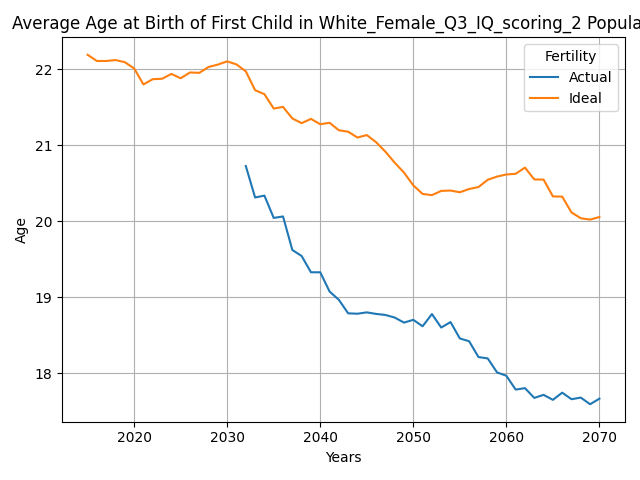 Average Age at Birth of First Child in White_Female_Q3_IQ_scoring_2 Popula
Fertility
Actual
Ideal
22
21
20
19
18
Age
2020 2030 2040 2050 2060 2070
Years